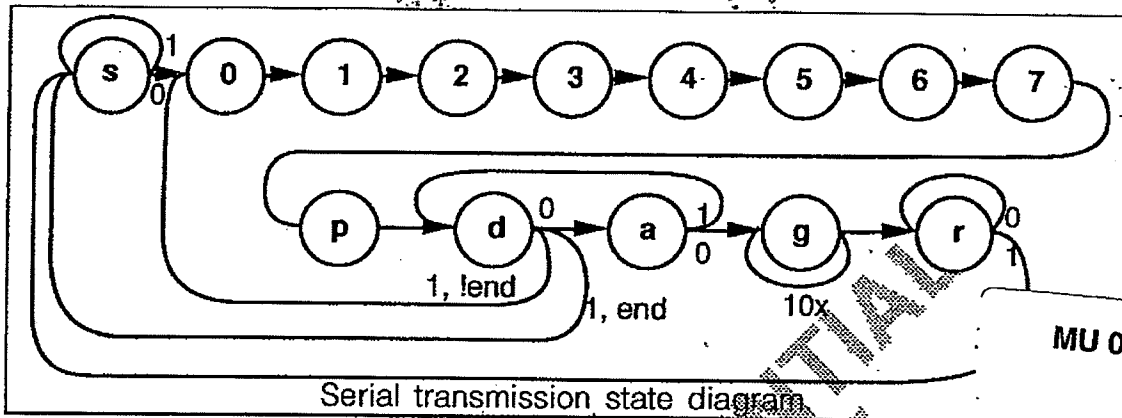 s 1 0 0 1 2 3 4 5 6 7
p d 0 a 1 0 g r 0 1
1, !end 1, end 10x
MU 0
Serial transmission state diagram